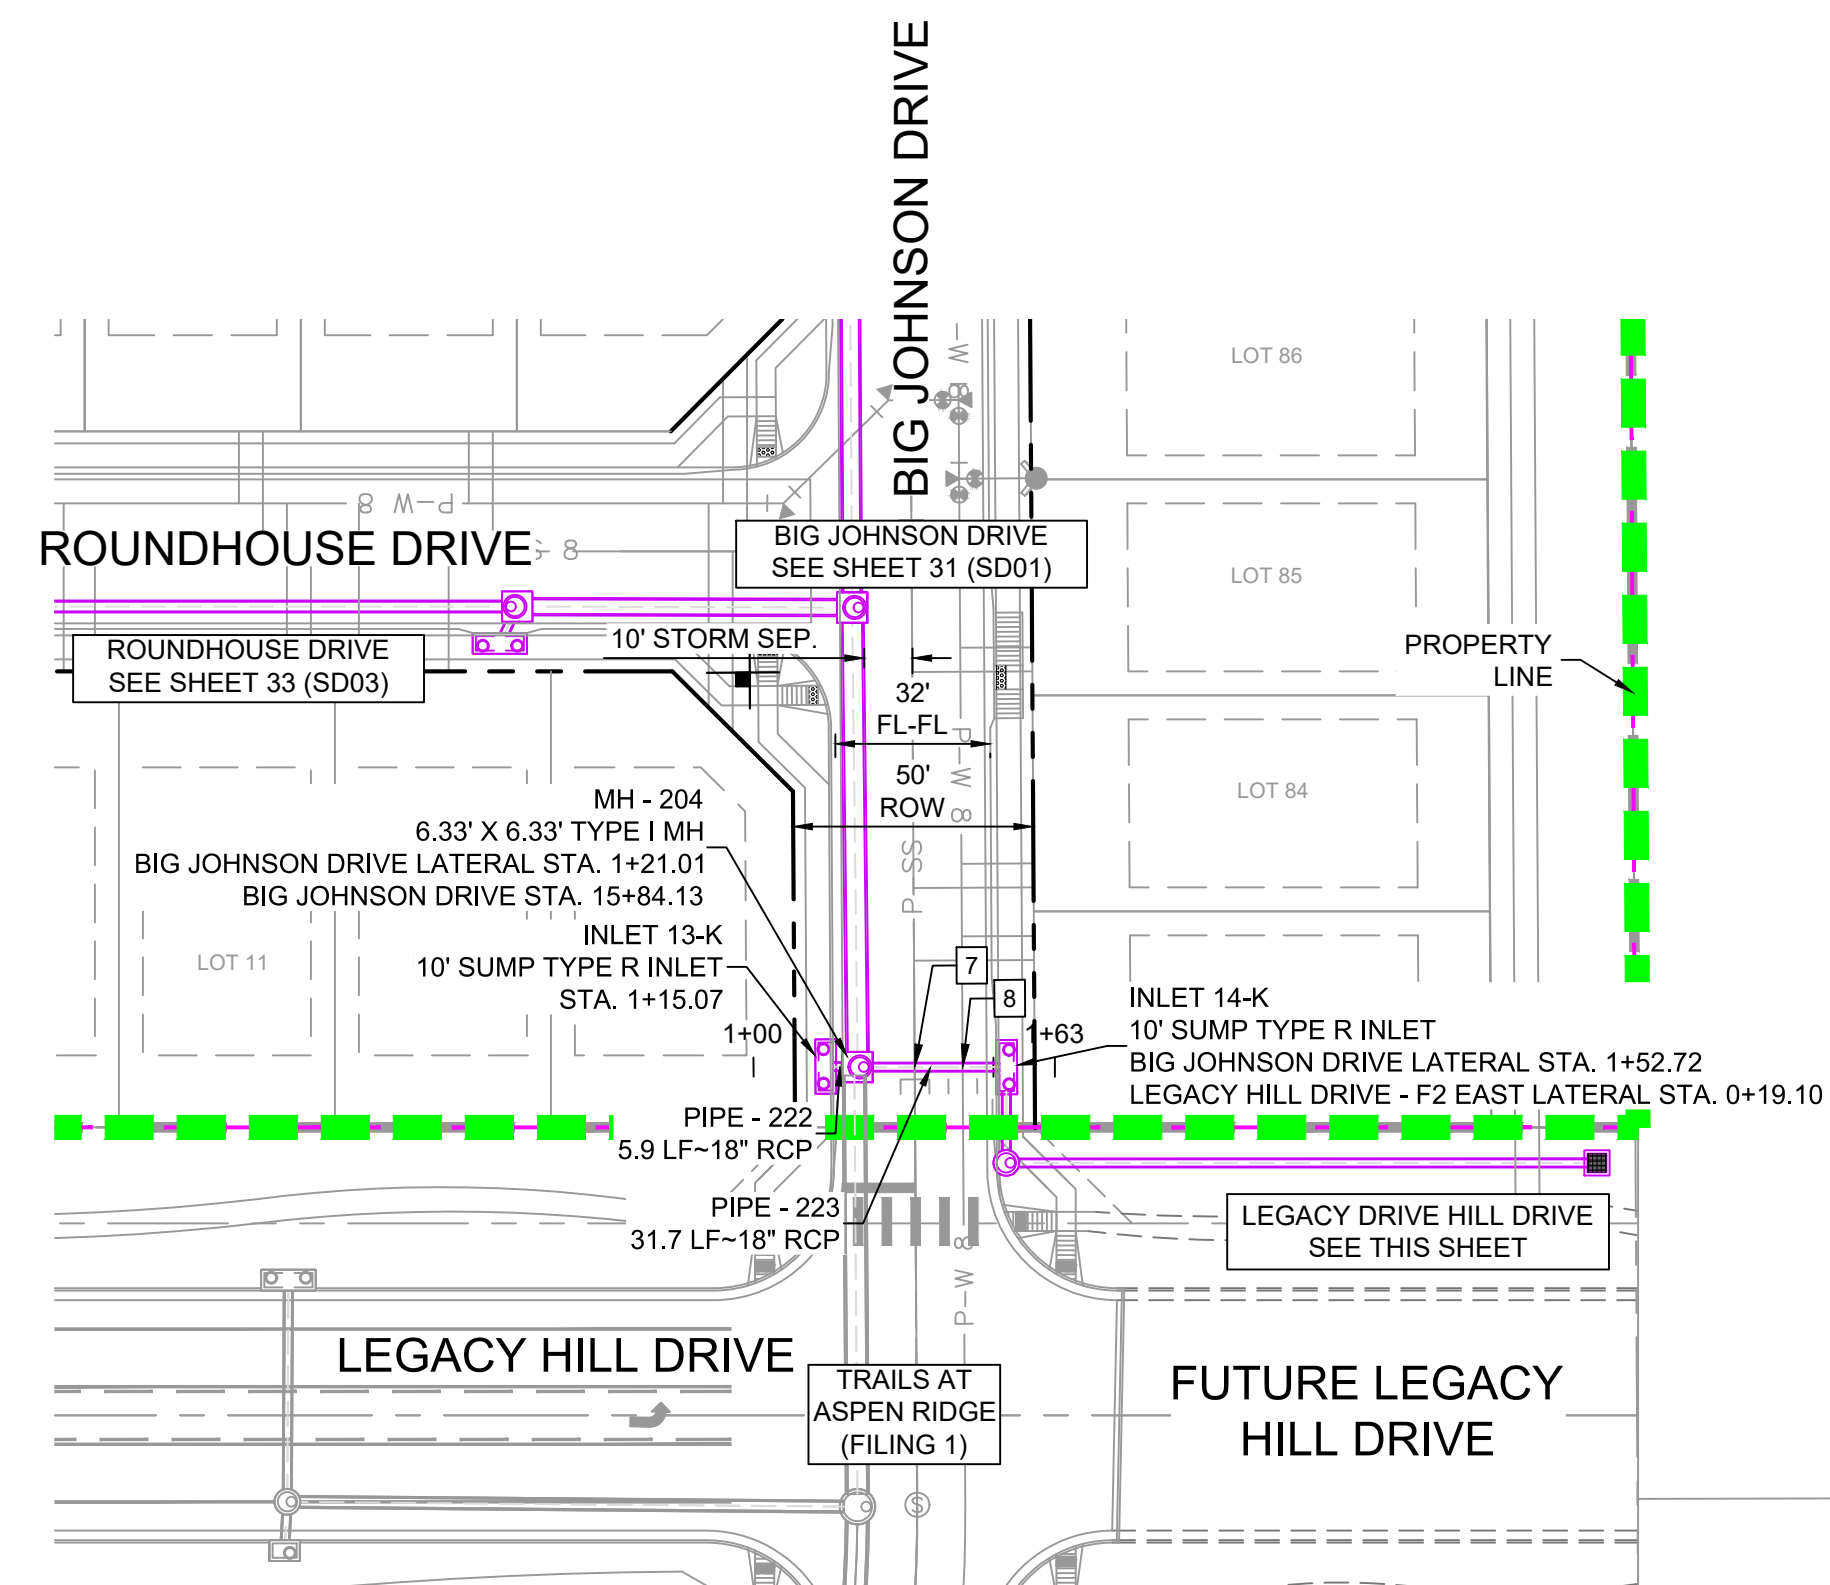 BIG JOHNSON DRIVE
LOT 86
P-W 8
P-W 8
ROUNDHOUSE DRIVE
BIG JOHNSON DRIVE
SEE SHEET 31 (SD01)
LOT 85
ROUNDHOUSE DRIVE
SEE SHEET 33 (SD03)
10' STORM SEP.
PROPERTY
LINE
32'
FL-FL
P-W 8
50'
ROW
LOT 84
MH - 204
6.33' X 6.33' TYPE I MH
BIG JOHNSON DRIVE LATERAL STA. 1+21.01
BIG JOHNSON DRIVE STA. 15+84.13
P SS
INLET 13-K
10' SUMP TYPE R INLET
STA. 1+15.07
LOT 11
7
8
1+00
1+63
INLET 14-K
10' SUMP TYPE R INLET
BIG JOHNSON DRIVE LATERAL STA. 1+52.72
LEGACY HILL DRIVE - F2 EAST LATERAL STA. 0+19.10
PIPE - 222
5.9 LF~18" RCP
PIPE - 223
31.7 LF~18" RCP
LEGACY DRIVE HILL DRIVE
SEE THIS SHEET
P-W 8
LEGACY HILL DRIVE
TRAILS AT
ASPEN RIDGE
(FILING 1)
FUTURE LEGACY
HILL DRIVE
S